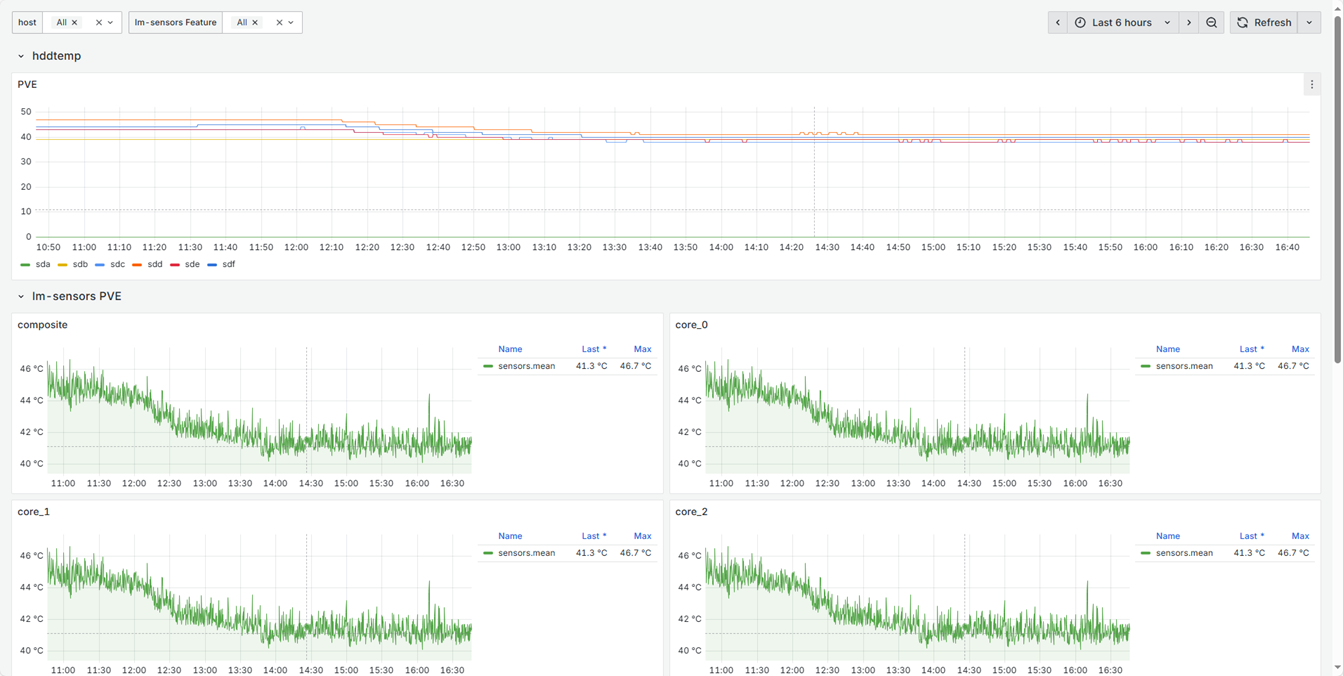 host All × × lm-sensors Feature All × × Last 6 hours Refresh
hddtemp
PVE
50
40
30
20
10
0
10:50 11:00 11:10 11:20 11:30 11:40 11:50 12:00 12:10 12:20 12:30 12:40 12:50 13:00 13:10 13:20 13:30 13:40 13:50 14:00 14:10 14:20 14:30 14:40 14:50 15:00 15:10 15:20 15:30 15:40 15:50 16:00 16:10 16:20 16:30 16:40
sda sdb sdc sdd sde sdf
lm-sensors PVE
composite
Name Last * Max
sensors.mean 41.3 °C 46.7 °C
46 °C
44 °C
42 °C
40 °C
11:00 11:30 12:00 12:30 13:00 13:30 14:00 14:30 15:00 15:30 16:00 16:30
core_0
Name Last * Max
sensors.mean 41.3 °C 46.7 °C
46 °C
44 °C
42 °C
40 °C
11:00 11:30 12:00 12:30 13:00 13:30 14:00 14:30 15:00 15:30 16:00 16:30
core_1
Name Last * Max
sensors.mean 41.3 °C 46.7 °C
46 °C
44 °C
42 °C
40 °C
11:00 11:30 12:00 12:30 13:00 13:30 14:00 14:30 15:00 15:30 16:00 16:30
core_2
Name Last * Max
sensors.mean 41.3 °C 46.7 °C
46 °C
44 °C
42 °C
40 °C
11:00 11:30 12:00 12:30 13:00 13:30 14:00 14:30 15:00 15:30 16:00 16:30